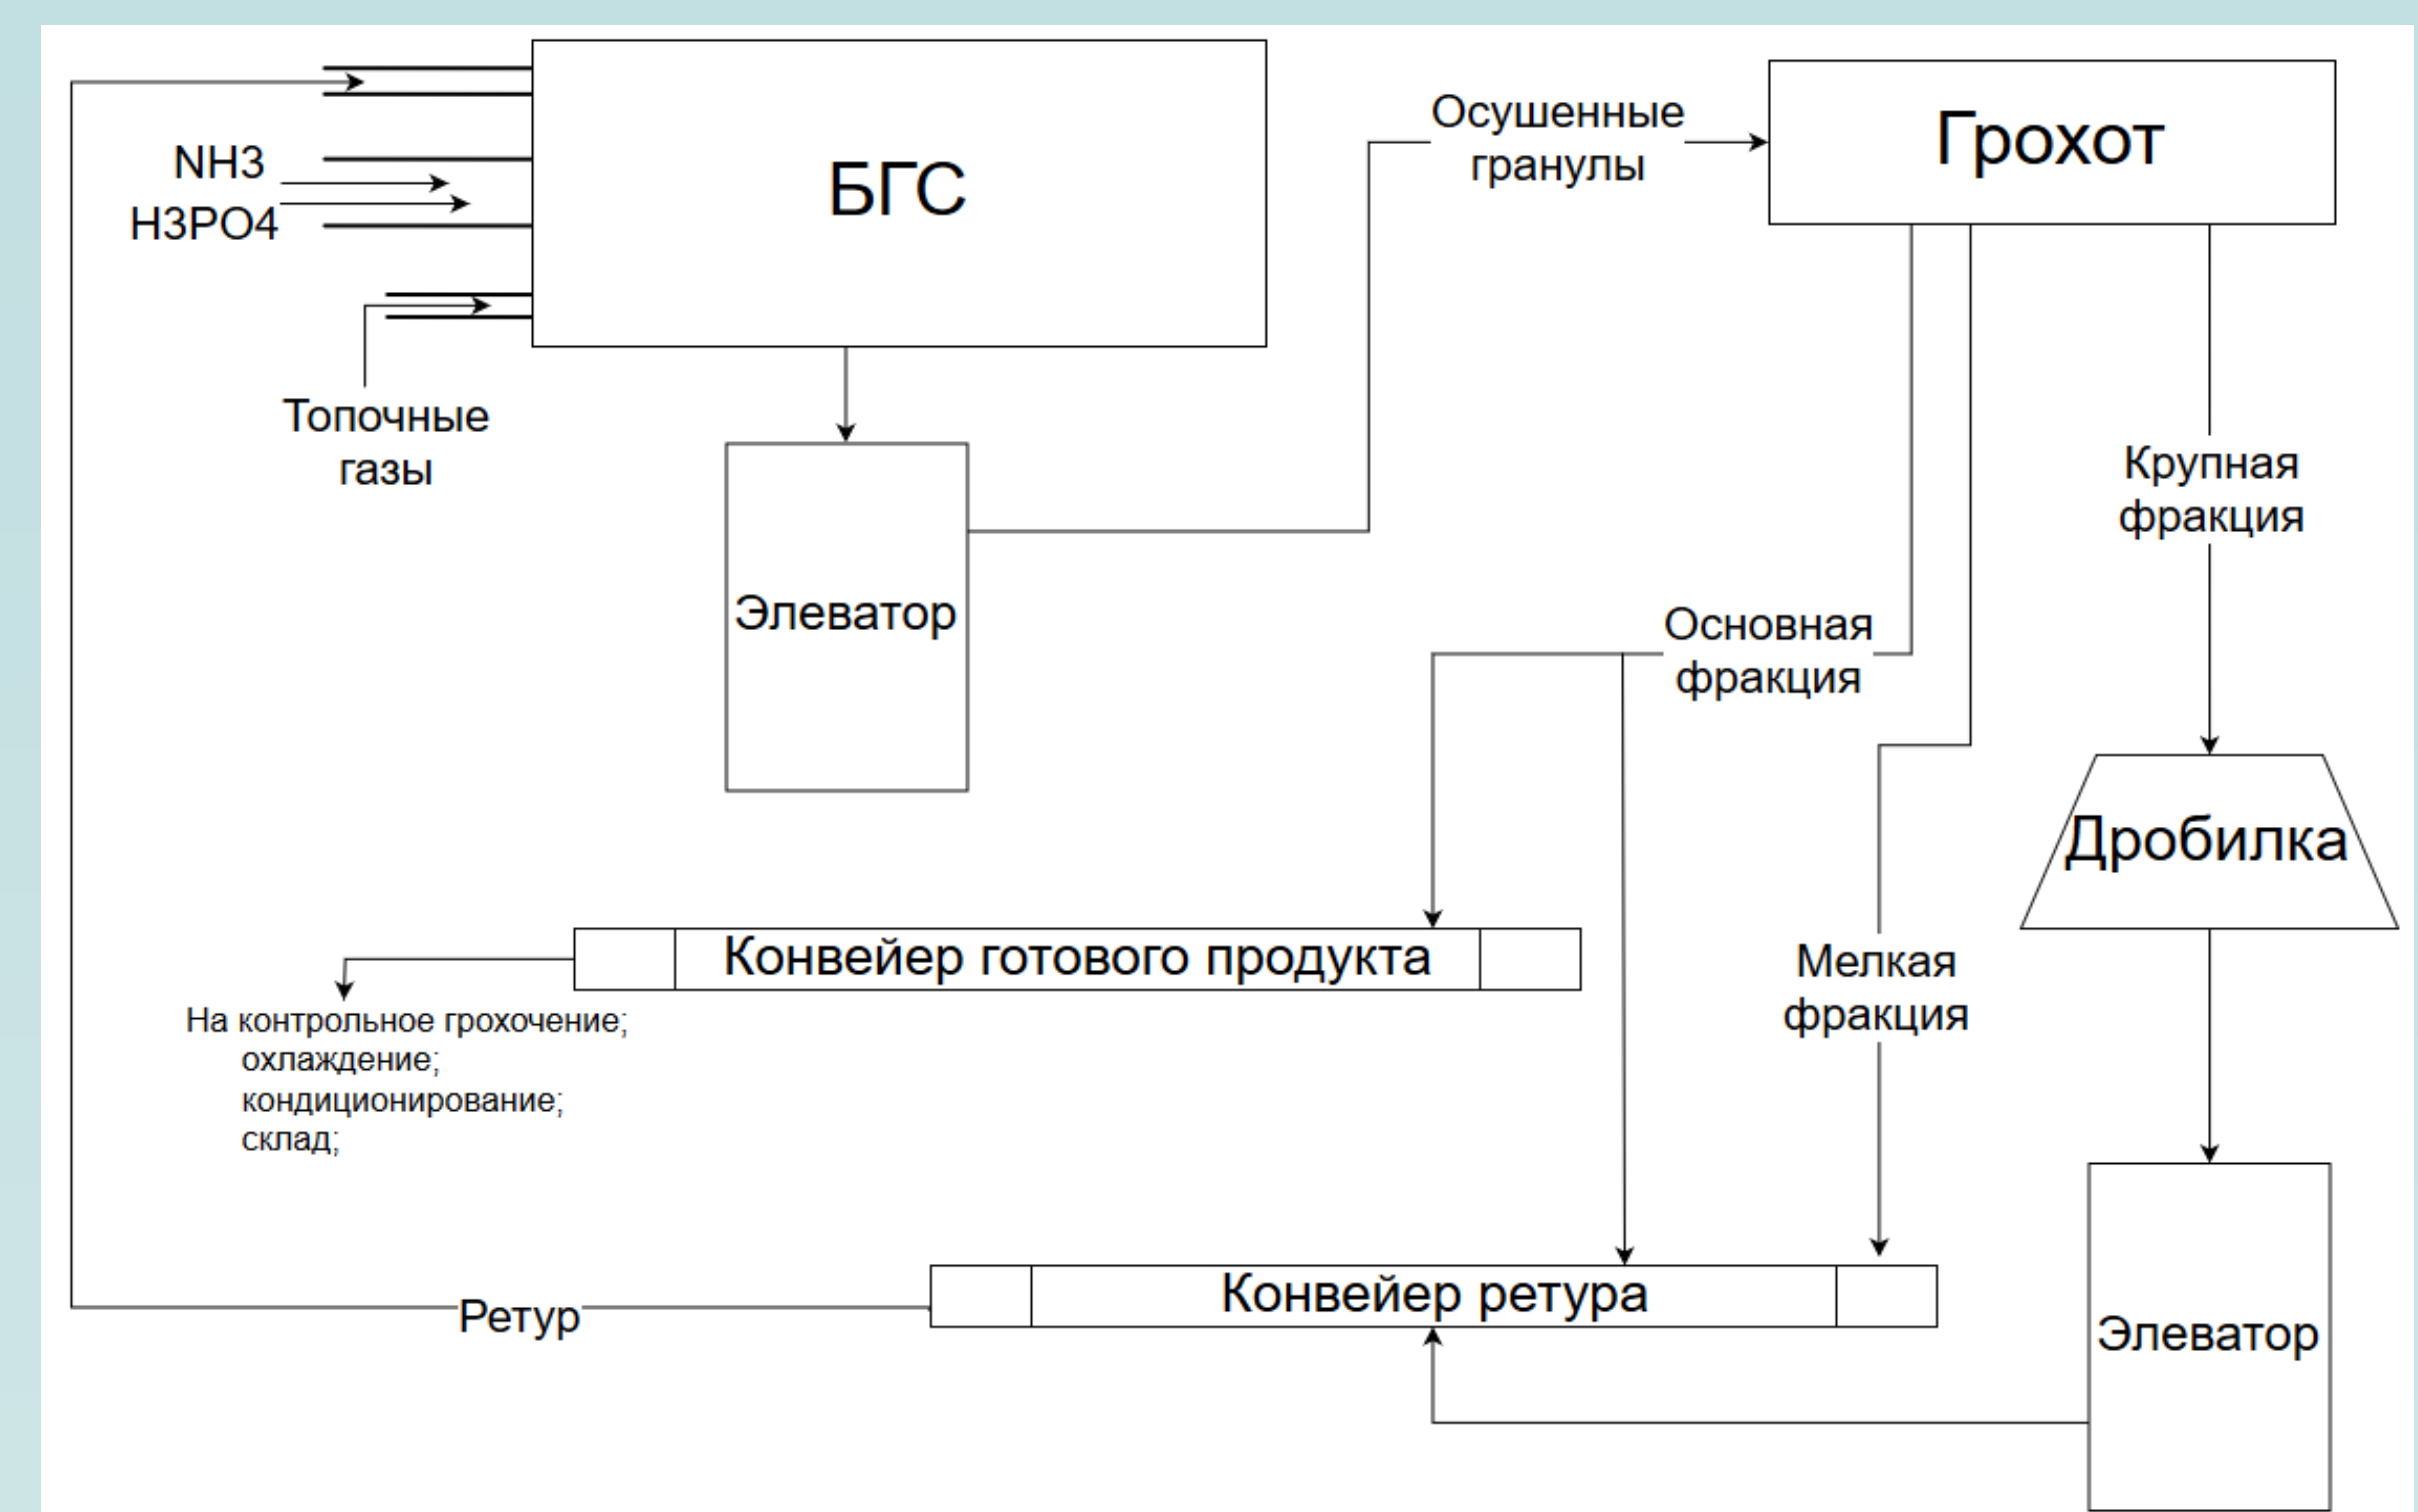 NH3
H3PO4
Топочные
газы
БГС
Элеватор
Осушенные
гранулы
Грохот
Крупная
фракция
Основная
фракция
Дробилка
Мелкая
фракция
Конвейер готового продукта
На контрольное грохочение;
охлаждение;
кондиционирование;
склад;
Конвейер ретура
Ретур
Элеватор